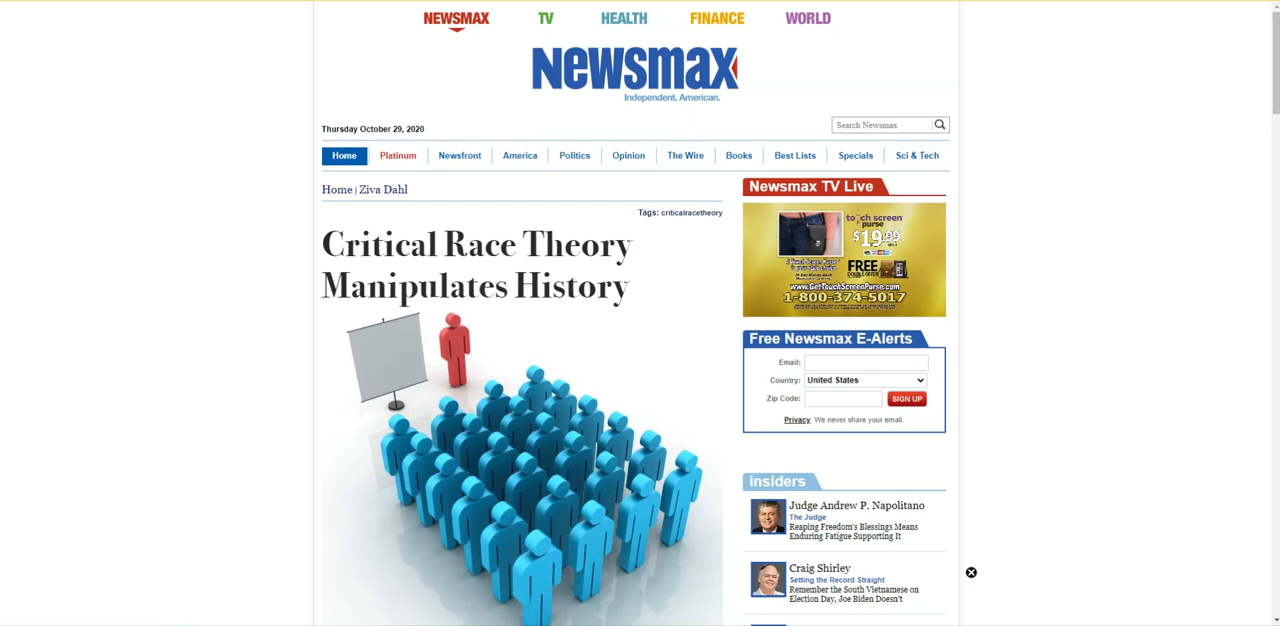 NEWSMAX TV HEALTH FINANCE WORLD
Newsmax
Independent. American.
Thursday October 29, 2020
Search Newsmax
Home Platinum Newsfront America Politics Opinion The Wire Books Best Lists Specials Sci & Tech
Home | Ziva Dahl
Tags: criticalracetheory
Critical Race Theory
Manipulates History
Newsmax TV Live
touch screen
purse
$19.99
FREE
www.GetTouchScreenPurse.com
1-800-374-5017
Free Newsmax E-Alerts
Email:
Country: United States
Zip Code: SIGN UP
Privacy. We never share your email.
insiders
Judge Andrew P. Napolitano
The Judge
Reaping Freedom's Blessings Means
Enduring Fatigue Supporting It
Craig Shirley
Setting the Record Straight
Remember the South Vietnamese on
Election Day, Joe Biden Doesn't